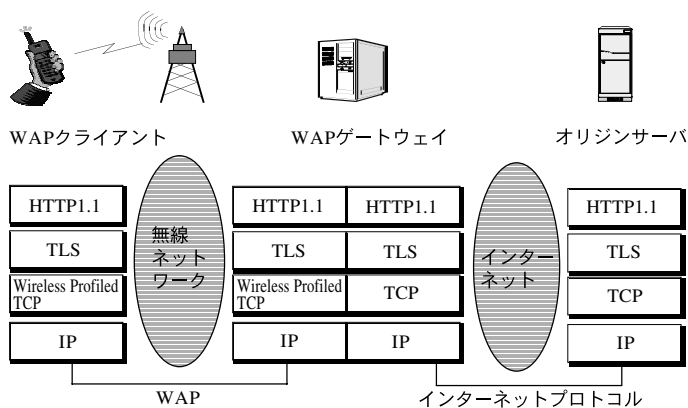 WAPクライアント
WAPゲートウェイ
オリジンサーバ
HTTP1.1
TLS
Wireless Profiled
TCP
IP
無線
ネット
ワーク
HTTP1.1
HTTP1.1
TLS
TLS
Wireless Profiled
TCP
TCP
IP
IP
インター
ネット
HTTP1.1
TLS
TCP
IP
WAP
インターネットプロトコル